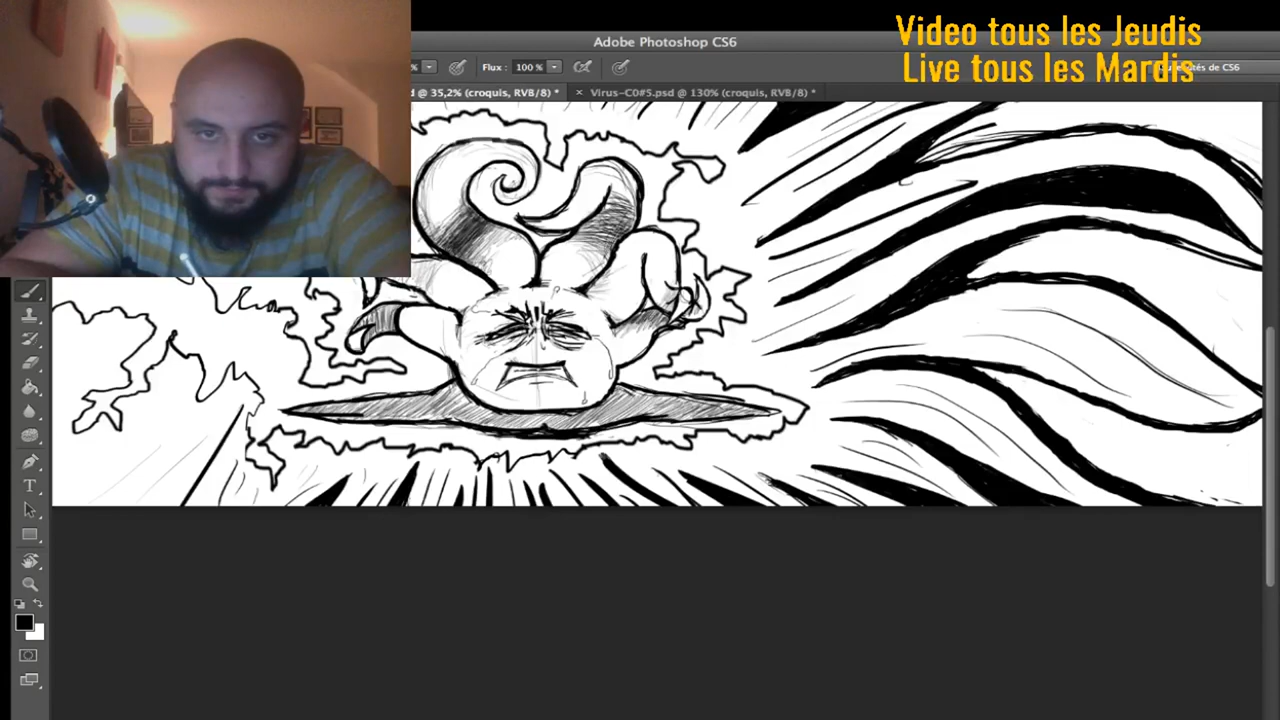 Video tous les Jeudis
Live tous les Mardis
Adobe Photoshop CS6
% Flux : 100 % tés de CS6
d @ 35,2% (croquis, RVB/8) * × Virus-C0#5.psd @ 130% (croquis, RVB/8) *
T